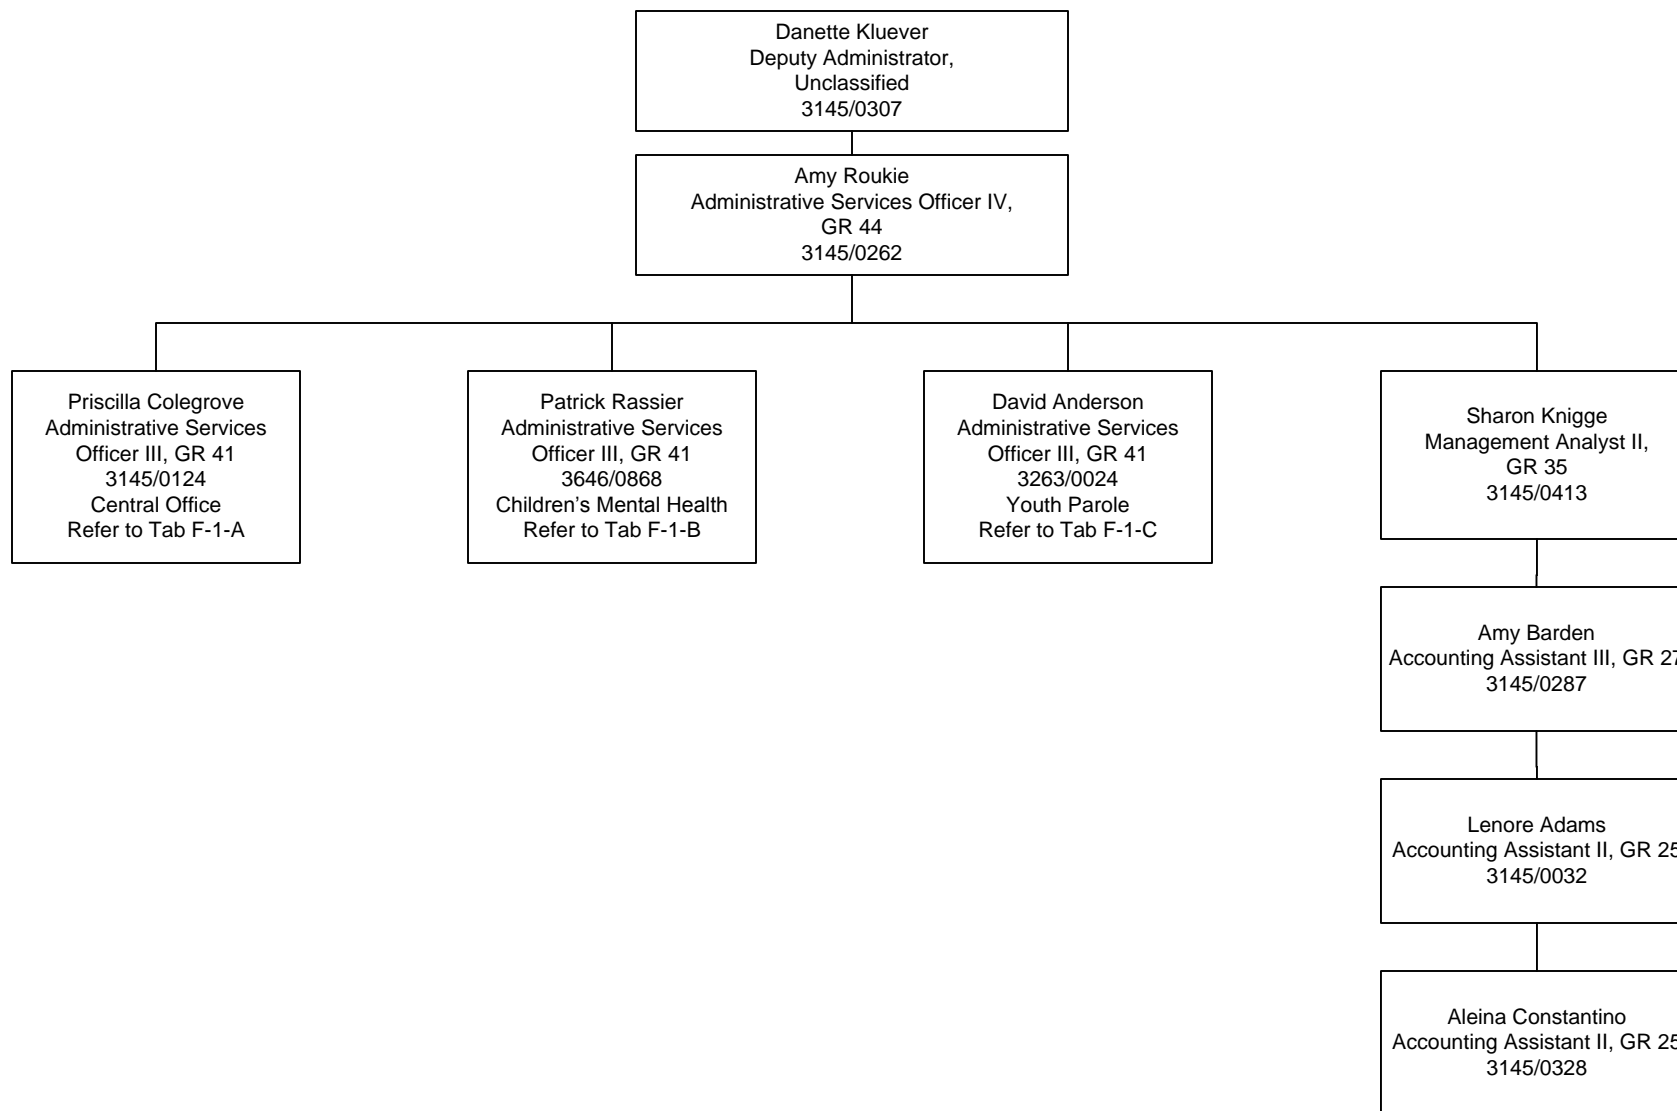 Danette Kluever
Deputy Administrator,
Unclassified
3145/0307
Amy Roukie
Administrative Services Officer IV,
GR 44
3145/0262
Priscilla Colegrove
Administrative Services
Officer III, GR 41
3145/0124
Central Office
Refer to Tab F-1-A
Patrick Rassier
Administrative Services
Officer III, GR 41
3646/0868
Children’s Mental Health
Refer to Tab F-1-B
David Anderson
Administrative Services
Officer III, GR 41
3263/0024
Youth Parole
Refer to Tab F-1-C
Sharon Knigge
Management Analyst II,
GR 35
3145/0413
Amy Barden
Accounting Assistant III, GR 27
3145/0287
Lenore Adams
Accounting Assistant II, GR 25
3145/0032
Aleina Constantino
Accounting Assistant II, GR 25
3145/0328